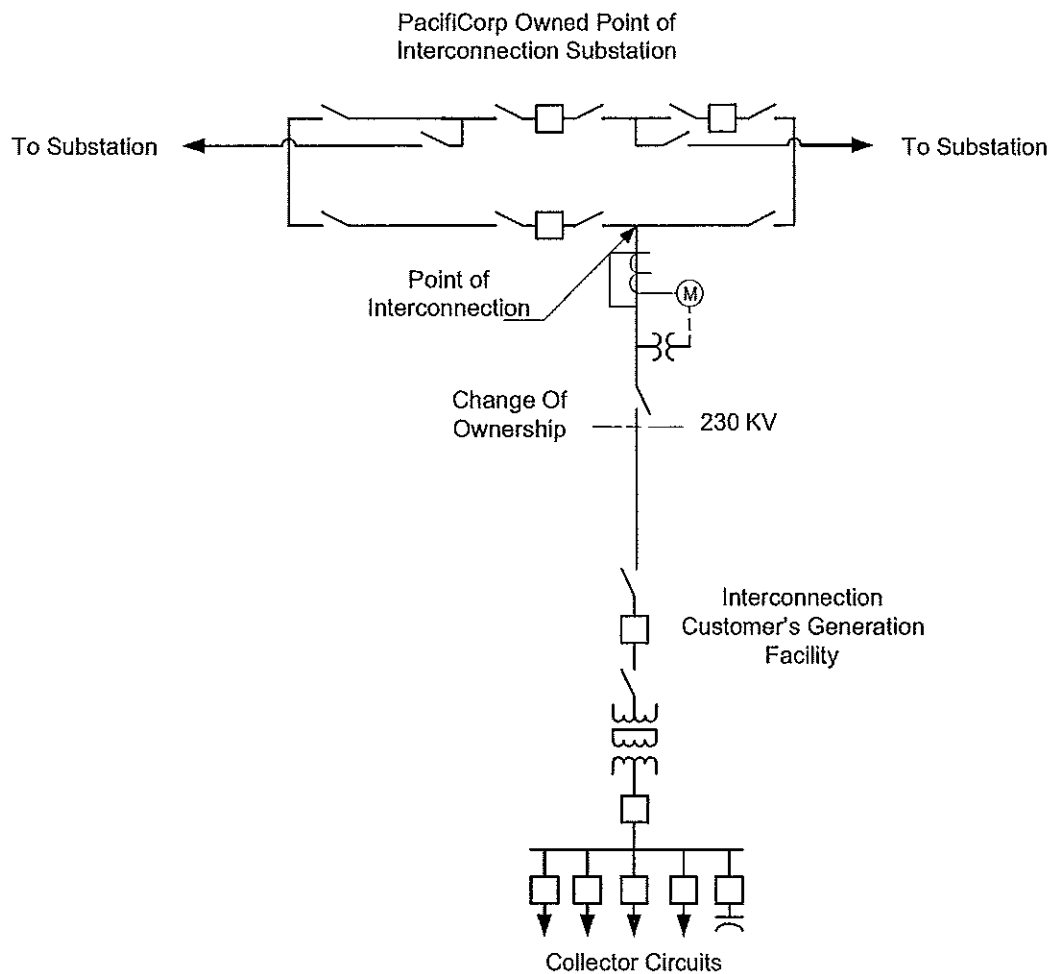 PacifiCorp Owned Point of
Interconnection Substation
To Substation
To Substation
Point of
Interconnection
M
Change Of
Ownership
230 KV
Interconnection
Customer's Generation
Facility
Collector Circuits